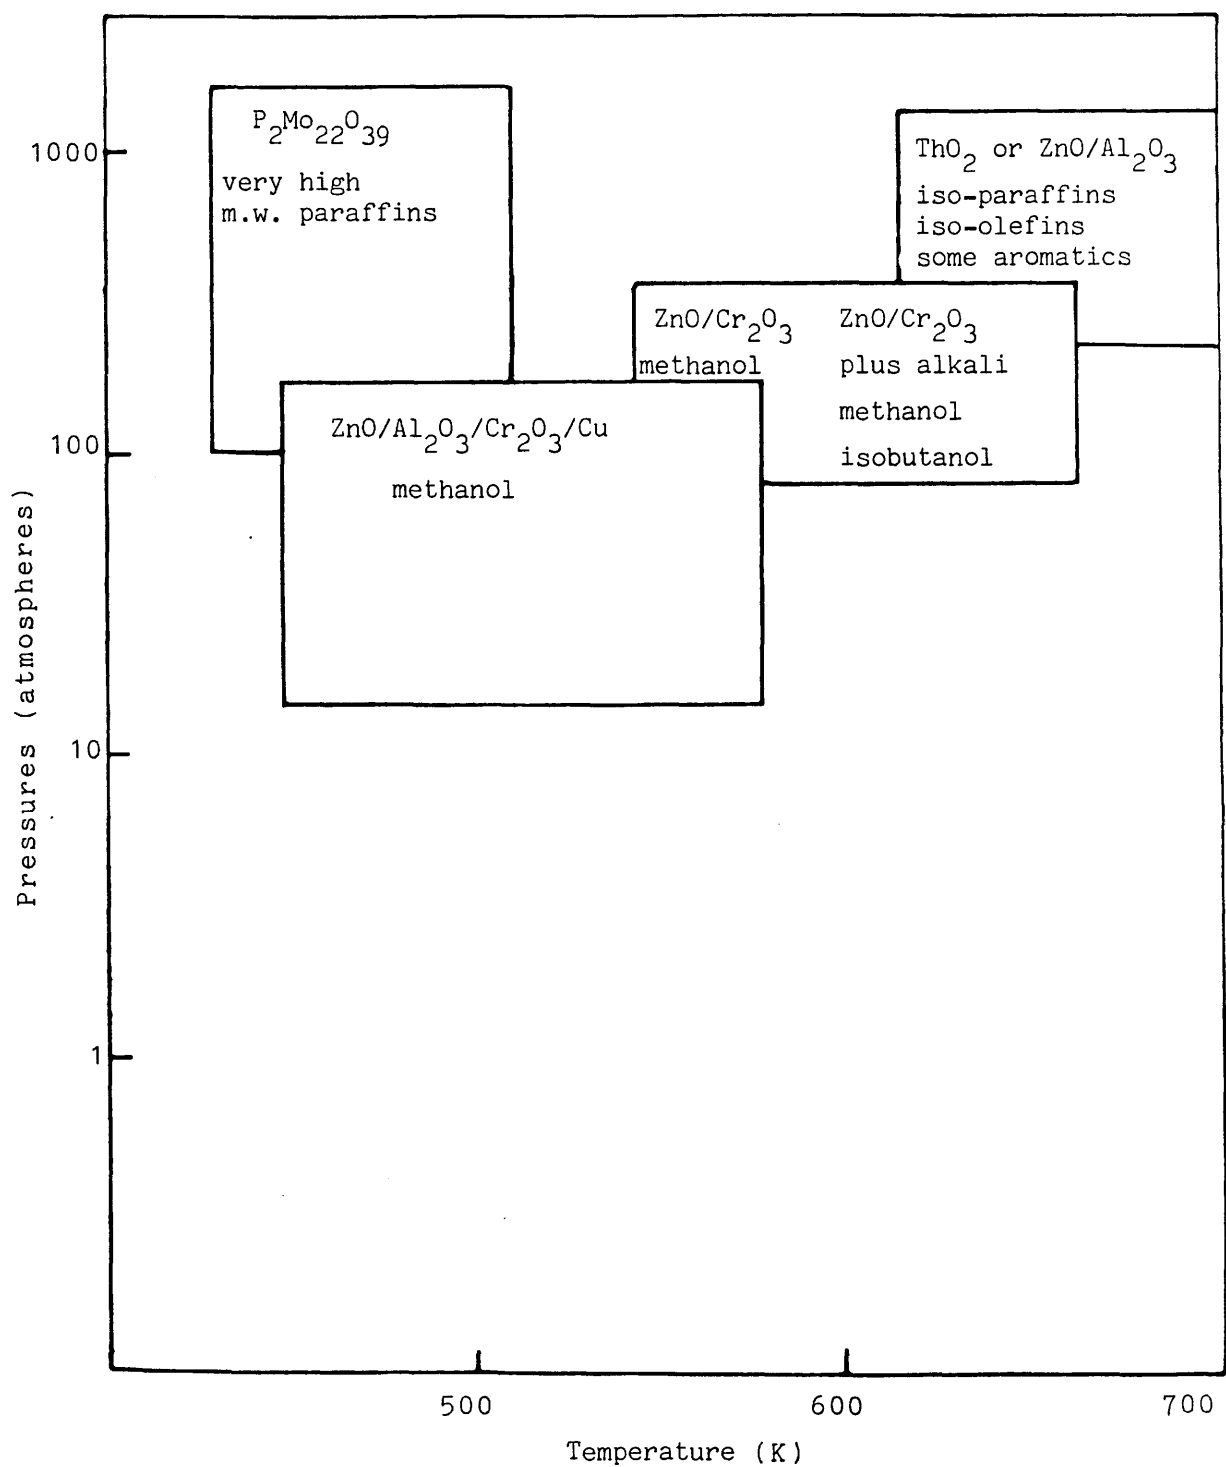 Pressures (atmospheres)
1000
100
10
1
P₂Mo₂₂O₃₉
very high
m.w. paraffins
ThO₂ or ZnO/Al₂O₃
iso-paraffins
iso-olefins
some aromatics
ZnO/Cr₂O₃
methanol
ZnO/Cr₂O₃
plus alkali
methanol
isobutanol
ZnO/Al₂O₃/Cr₂O₃/Cu
methanol
500
600
700
Temperature (K)